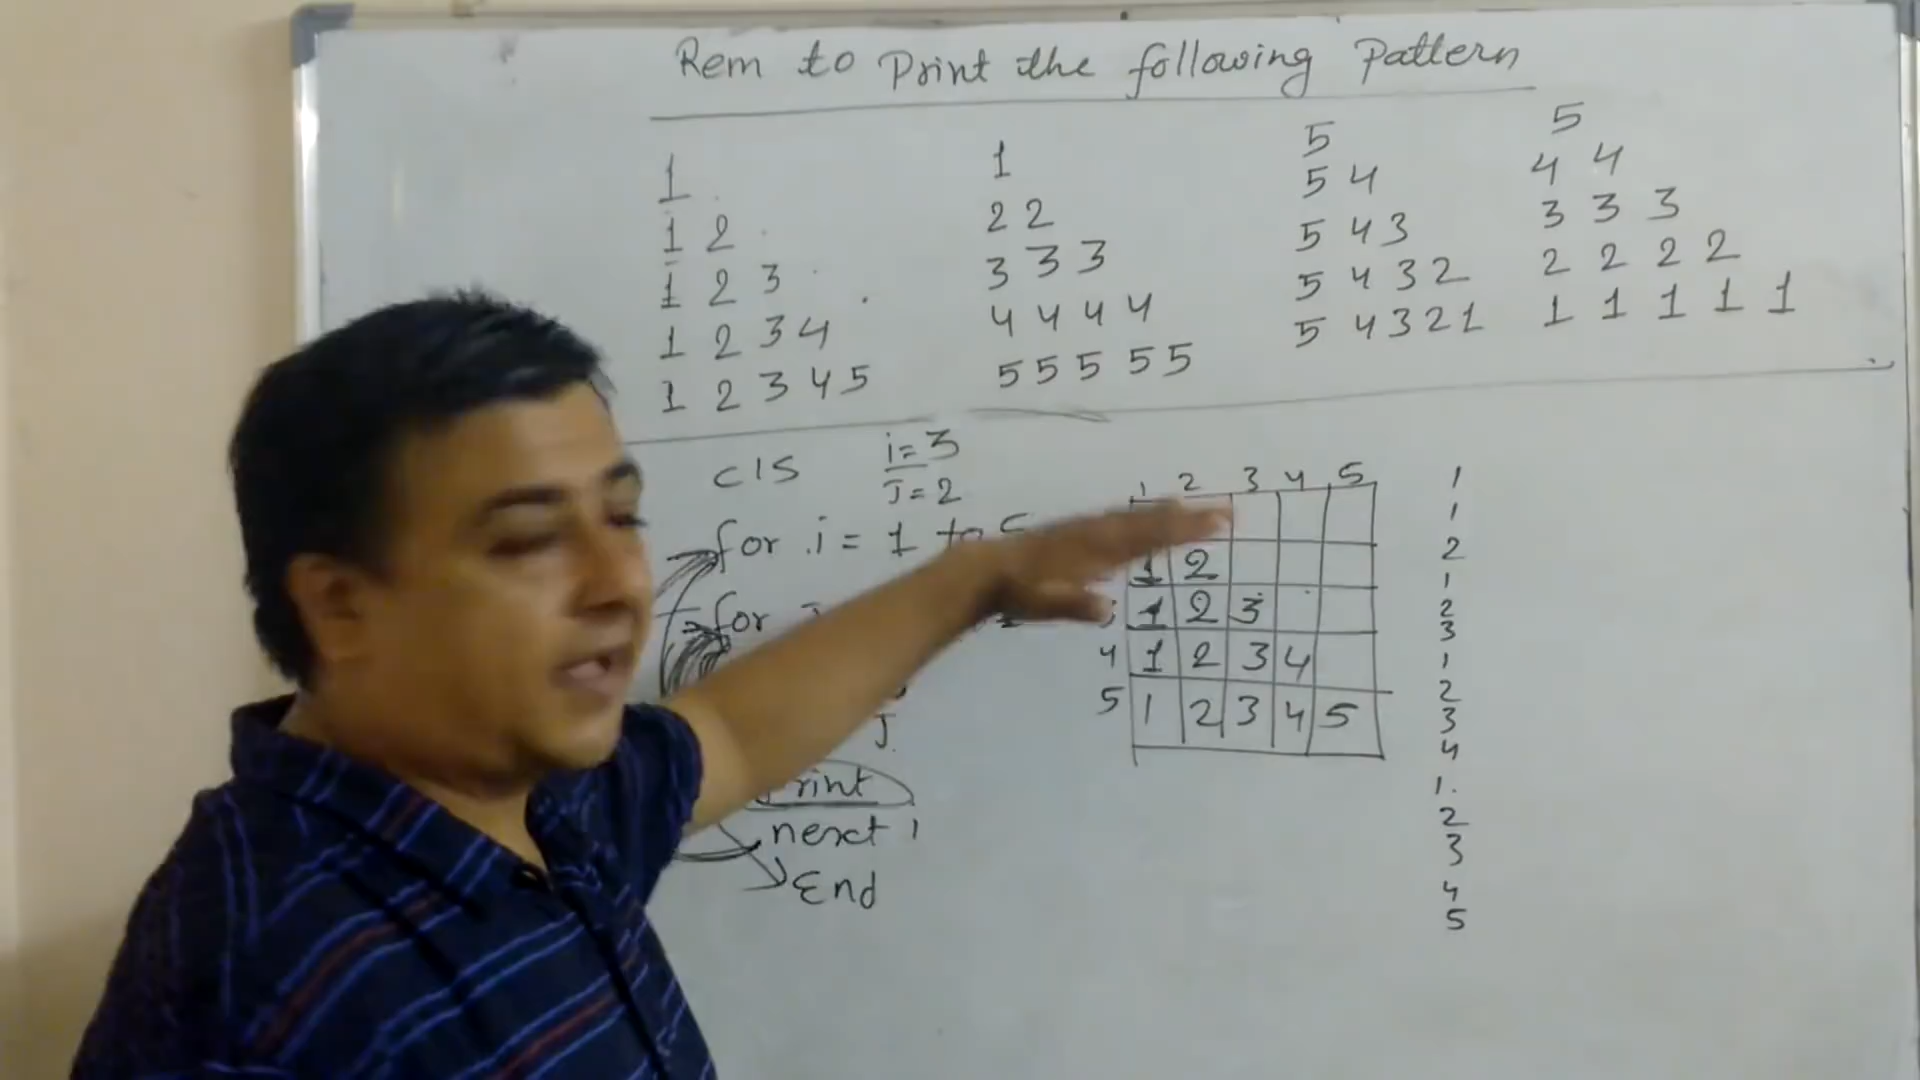 Rem to Print the following Pattern
1
1 2
1 2 3
1 2 3 4
1 2 3 4 5
1
2 2
3 3 3
4 4 4 4
5 5 5 5 5
5
5 4
5 4 3
5 4 3 2
5 4 3 2 1
5
4 4
3 3 3
2 2 2 2
1 1 1 1 1
ClS
i=3
J=2
for i = 1 to
for
J
Print
next i
End
1 2 3 4 5
1 2
1 2 3
4 1 2 3 4
5 1 2 3 4 5
1
1
2
1
2
3
1
2
3
4
1.
2
3
4
5